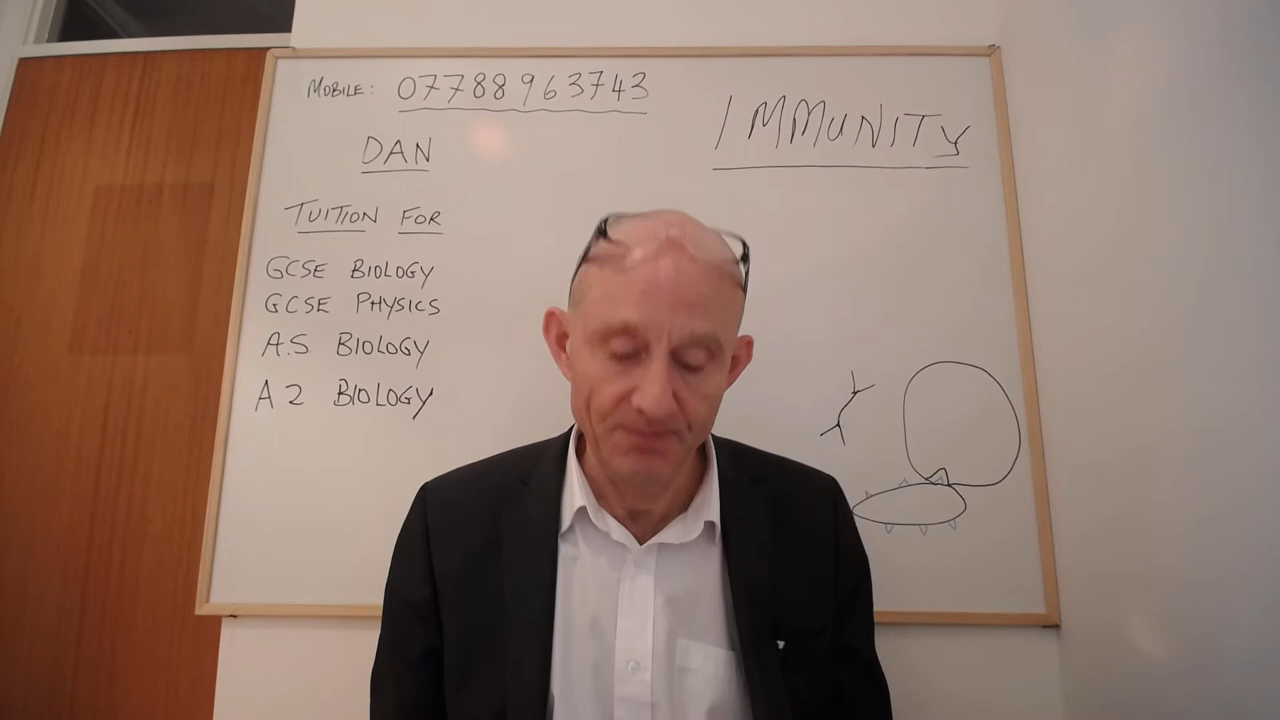 MOBILE: 07788963743
IMMUNITY
DAN
TUITION FOR
GCSE BIOLOGY
GCSE PHYSICS
A.S. BIOLOGY
A2 BIOLOGY